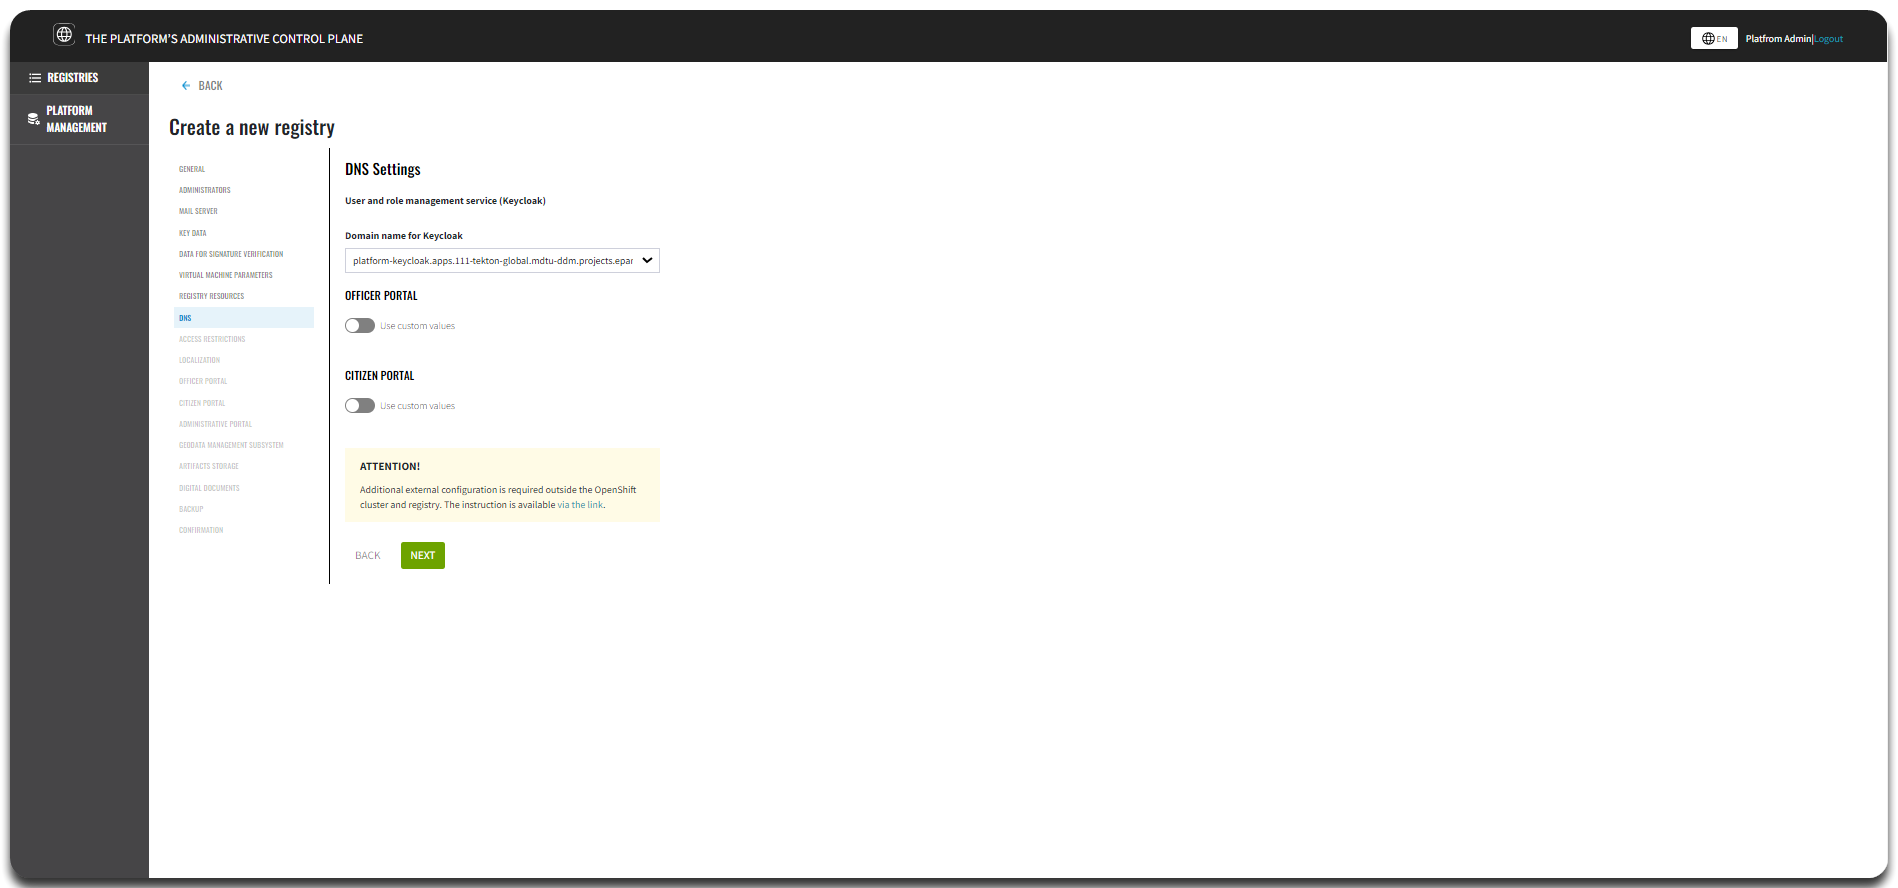 THE PLATFORM'S ADMINISTRATIVE CONTROL PLANE
EN
Platfrom Admin|Logout
REGISTRIES
PLATFORM
MANAGEMENT
BACK
Create a new registry
GENERAL
ADMINISTRATORS
MAIL SERVER
KEY DATA
DATA FOR SIGNATURE VERIFICATION
VIRTUAL MACHINE PARAMETERS
REGISTRY RESOURCES
DNS
ACCESS RESTRICTIONS
LOCALIZATION
OFFICER PORTAL
CITIZEN PORTAL
ADMINISTRATIVE PORTAL
GEODATA MANAGEMENT SUBSYSTEM
ARTIFACTS STORAGE
DIGITAL DOCUMENTS
BACKUP
CONFIRMATION
DNS Settings
User and role management service (Keycloak)
Domain name for Keycloak
platform-keycloak.apps.111-tekton-global.mdtu-ddm.projects.epar
OFFICER PORTAL
Use custom values
CITIZEN PORTAL
Use custom values
ATTENTION!
Additional external configuration is required outside the OpenShift
cluster and registry. The instruction is available via the link.
BACK
NEXT